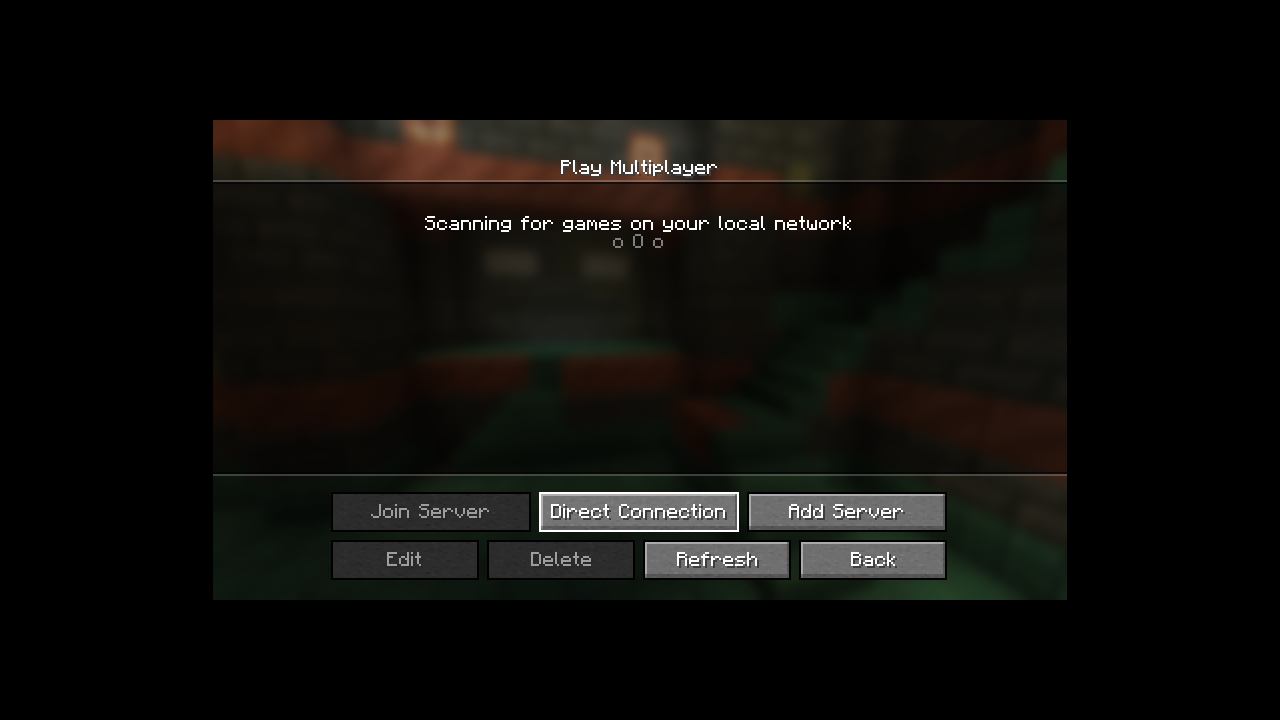 Play Multiplayer
Scanning for games on your local network
o O o
Join Server
Direct Connection
Add Server
Edit
Delete
Refresh
Back